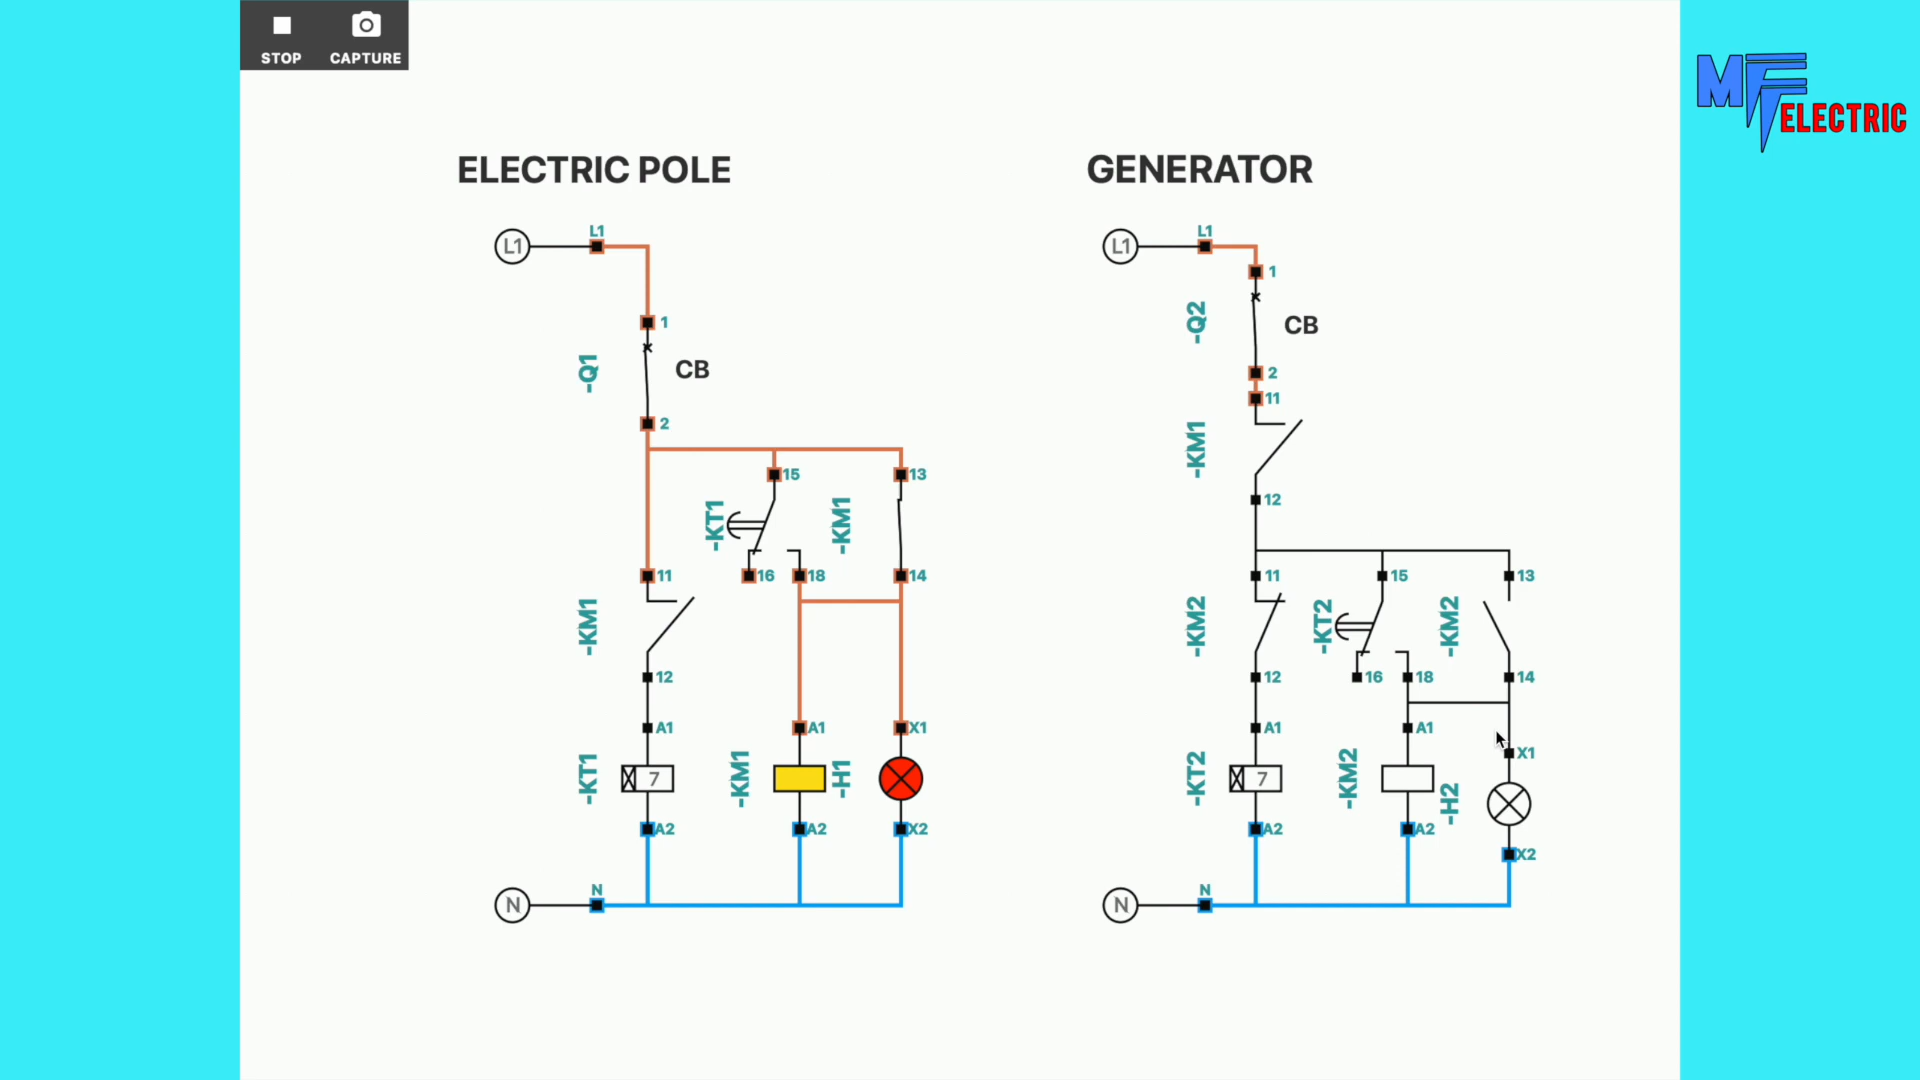 STOP
CAPTURE
MFF
ELECTRIC
ELECTRIC POLE
GENERATOR
L1
L1
1
-Q1
CB
2
15
13
-KT1
-KM1
16
18
14
11
-KM1
12
A1
A1
X1
-KT1
7
-KM1
-H1
A2
A2
X2
N
N
L1
L1
1
-Q2
CB
2
11
-KM1
12
11
15
13
-KM2
-KT2
-KM2
12
16
18
14
A1
A1
X1
-KT2
7
-KM2
-H2
A2
A2
X2
N
N